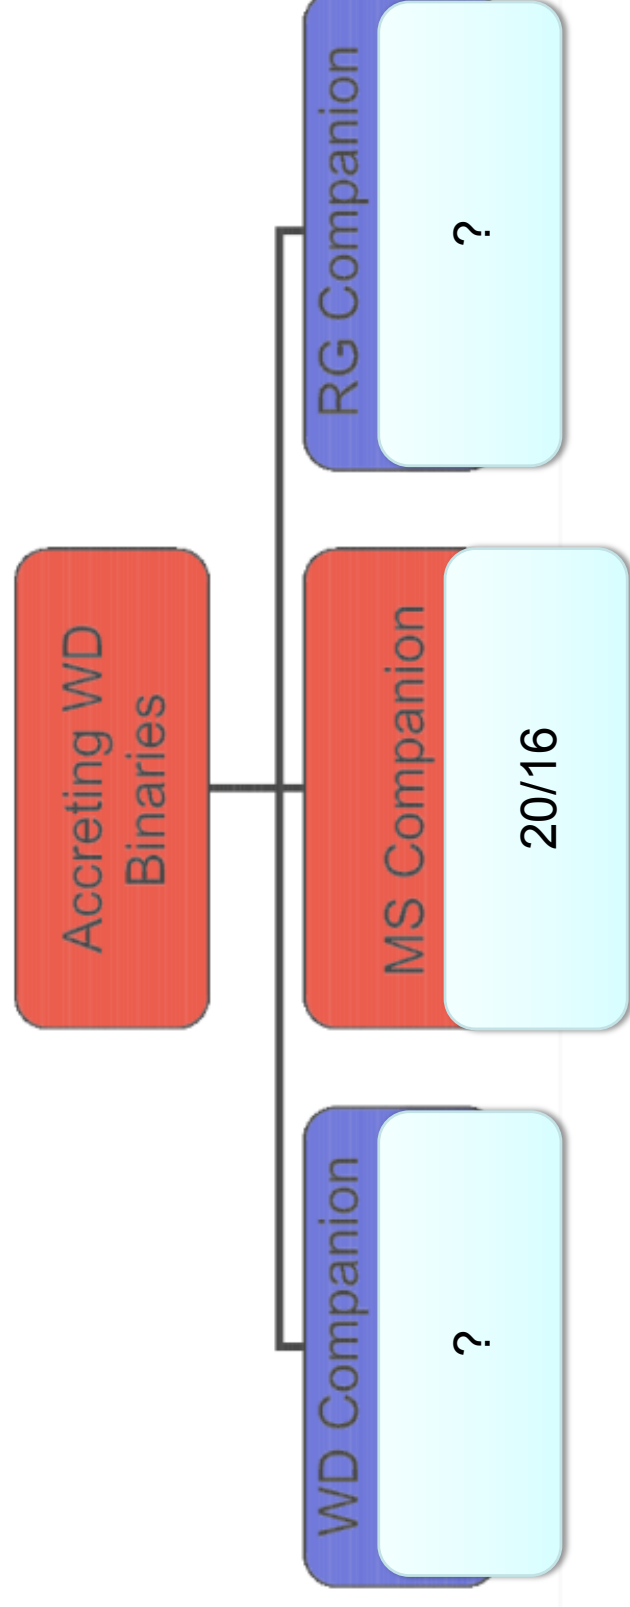 Accreting WD
Binaries
WD Companion
?
MS Companion
20/16
RG Companion
?